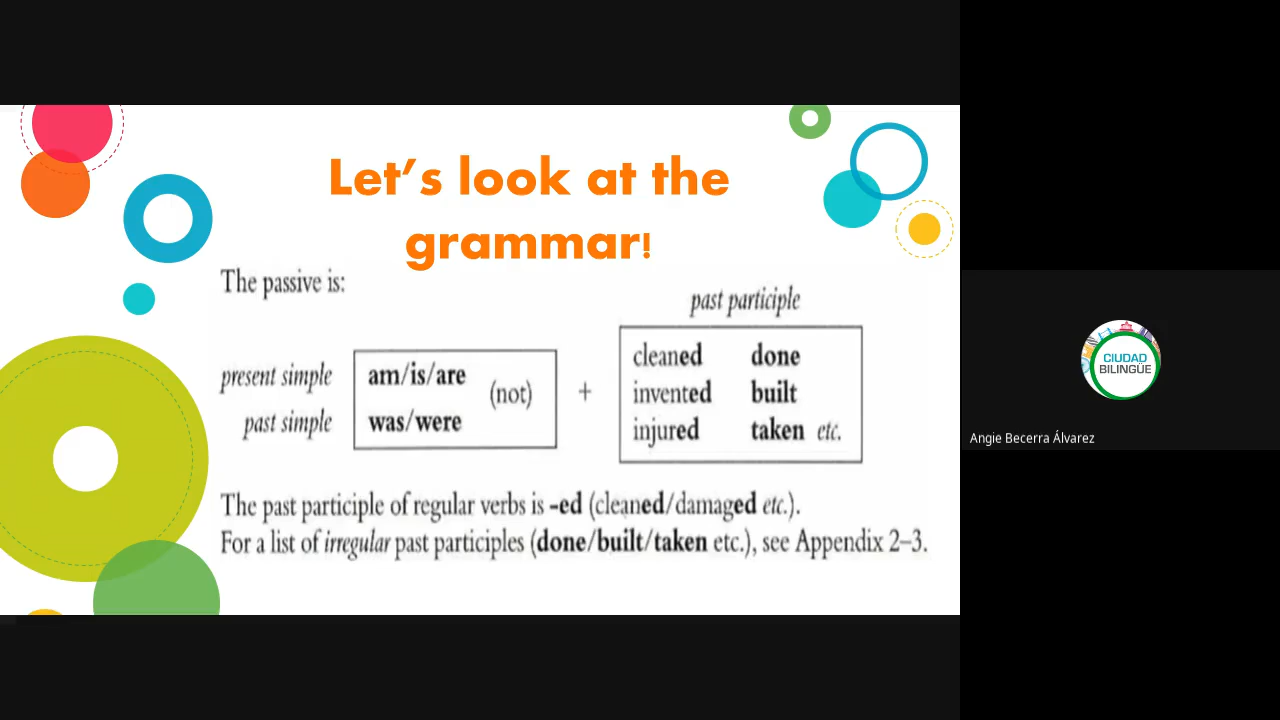 Let's look at the
grammar!
The passive is:
past participle
present simple am/is/are (not) + cleaned done
past simple was/were invented built
injured taken etc.
The past participle of regular verbs is -ed (cleaned/damaged etc.).
For a list of irregular past participles (done/built/taken etc.), see Appendix 2–3.
CIUDAD
BILINGÜE
Angie Becerra Álvarez